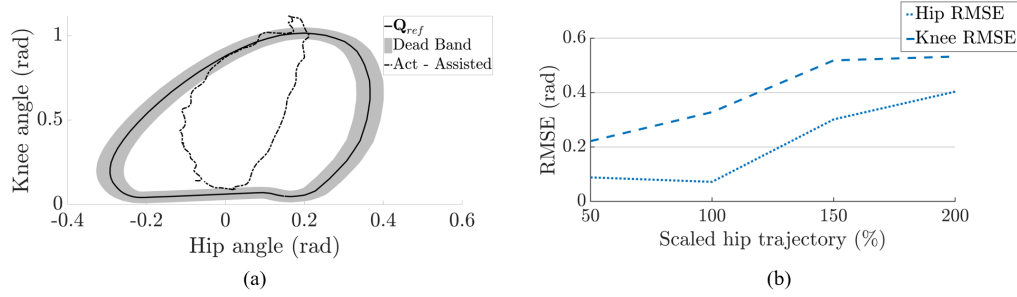 Knee angle (rad)
1
0.5
0
-0.4
-0.2
0
0.2
0.4
0.6
Hip angle (rad)
Q_ref
Dead Band
Act - Assisted
(a)
Hip RMSE
Knee RMSE
RMSE (rad)
0.6
0.4
0.2
0
50
100
150
200
Scaled hip trajectory (%)
(b)